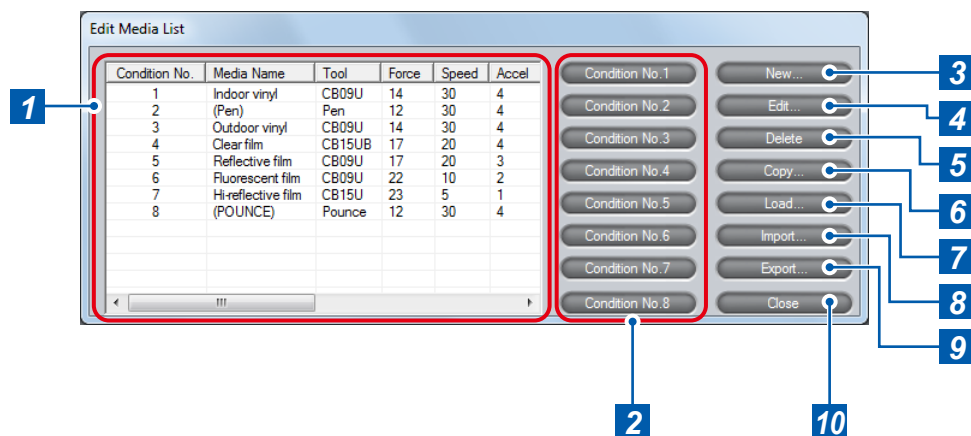 Edit Media List
Condition No. Media Name Tool Force Speed Accel
1 Indoor vinyl CB09U 14 30 4
2 (Pen) Pen 12 30 4
3 Outdoor vinyl CB09U 14 30 4
4 Clear film CB15UB 17 20 4
5 Reflective film CB09U 17 20 3
6 Fluorescent film CB09U 22 10 2
7 Hi-reflective film CB15U 23 5 1
8 (POUNCE) Pounce 12 30 4
Condition No.1
Condition No.2
Condition No.3
Condition No.4
Condition No.5
Condition No.6
Condition No.7
Condition No.8
New...
Edit...
Delete
Copy...
Load...
Import...
Export...
Close
1
2
3
4
5
6
7
8
9
10